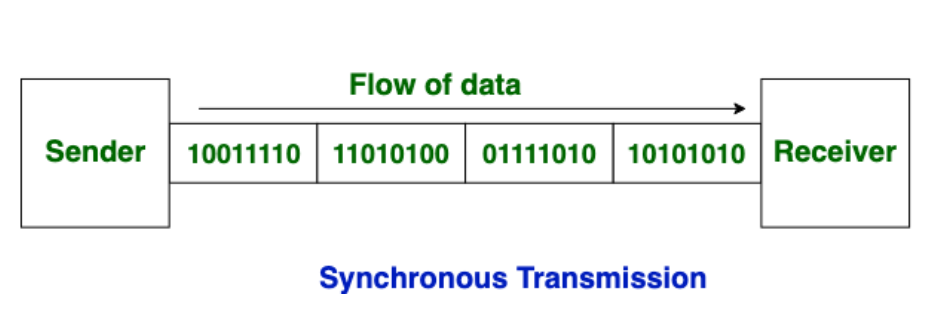 Flow of data
Sender 10011110 11010100 01111010 10101010 Receiver
Synchronous Transmission